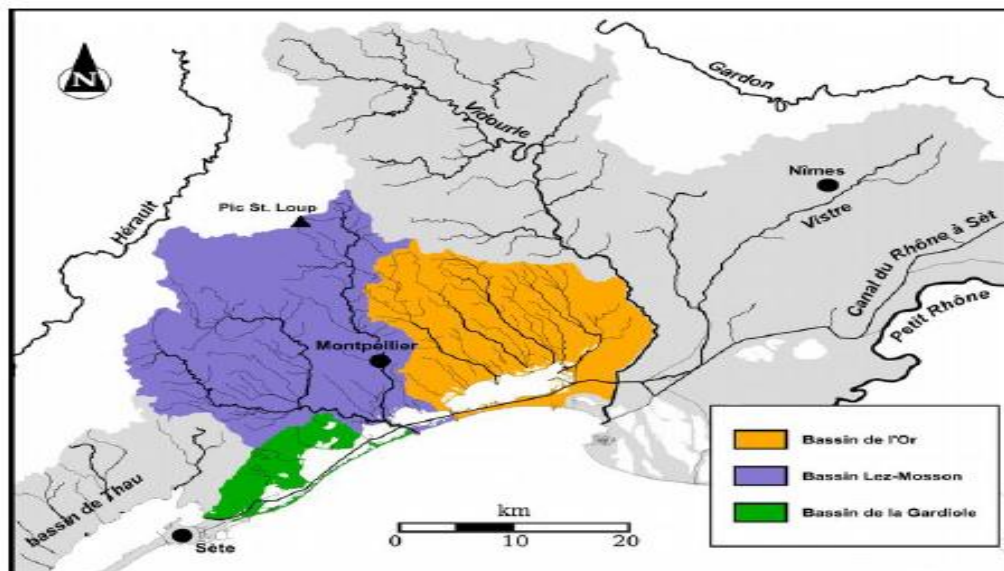 N
Gardon
Vidourle
Nîmes
Hérault
Pic St. Loup
Vistre
Canal du Rhône à Sèt
Petit Rhône
Montpellier
Bassin de l'Or
Bassin Lez-Mosson
Bassin de la Gardiole
bassin de Thau
km
0 10 20
Sète